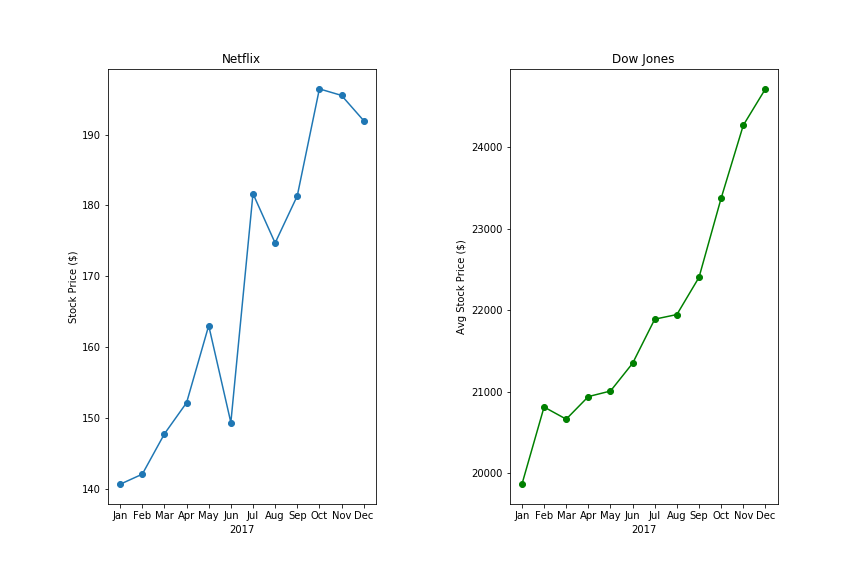 Netflix
Stock Price ($)
190
180
170
160
150
140
Jan Feb Mar Apr May Jun Jul Aug Sep Oct Nov Dec
2017
Dow Jones
Avg Stock Price ($)
24000
23000
22000
21000
20000
Jan Feb Mar Apr May Jun Jul Aug Sep Oct Nov Dec
2017